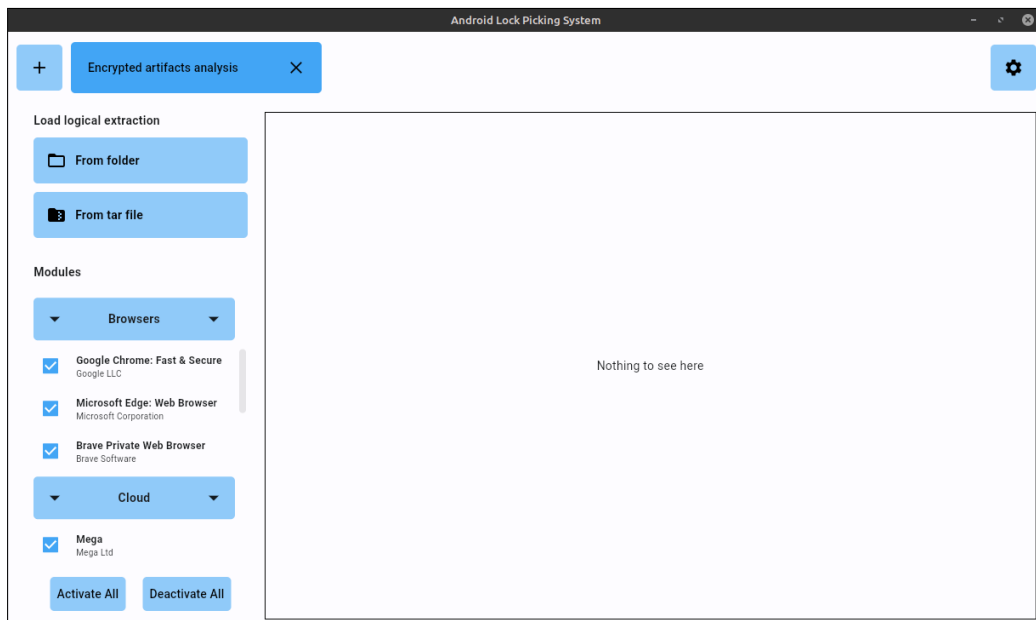 Android Lock Picking System
Encrypted artifacts analysis
Load logical extraction
From folder
From tar file
Modules
Browsers
Google Chrome: Fast & Secure
Google LLC
Microsoft Edge: Web Browser
Microsoft Corporation
Brave Private Web Browser
Brave Software
Cloud
Mega
Mega Ltd
Activate All Deactivate All
Nothing to see here